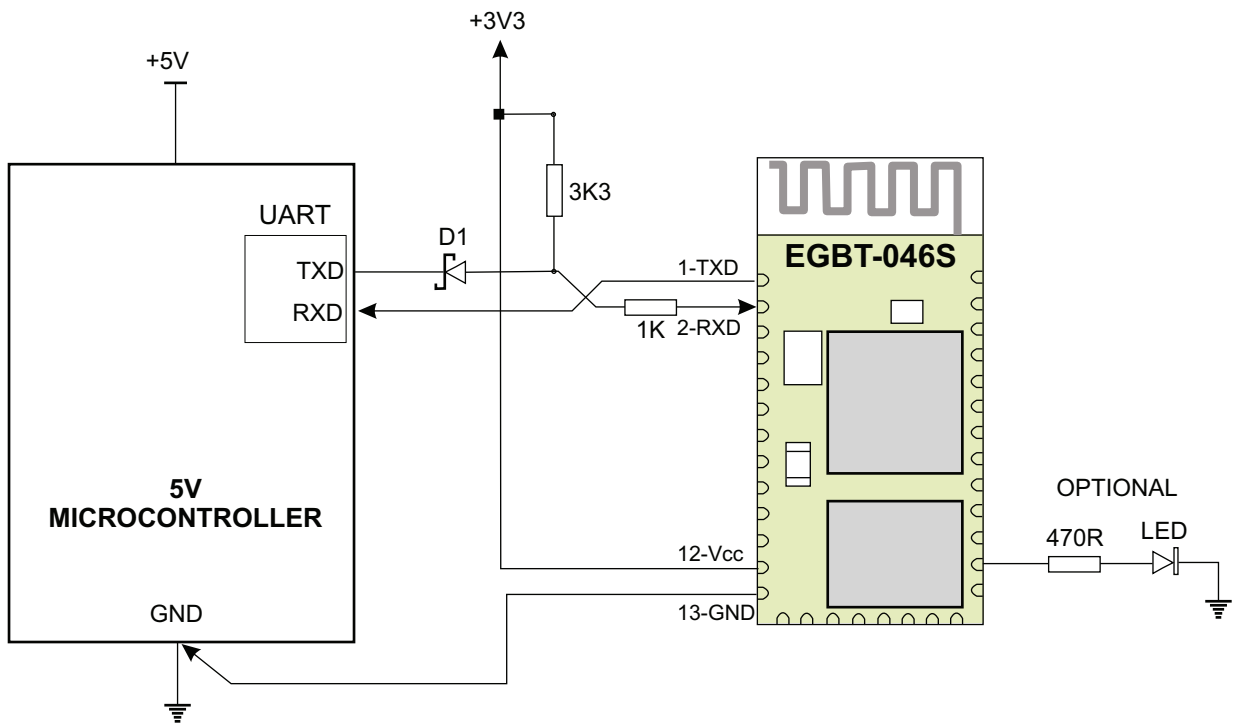 +3V3
+5V
3K3
UART
D1
EGBT-046S
TXD
1-TXD
RXD
1K
2-RXD
5V
MICROCONTROLLER
OPTIONAL
470R
LED
12-Vcc
GND
13-GND